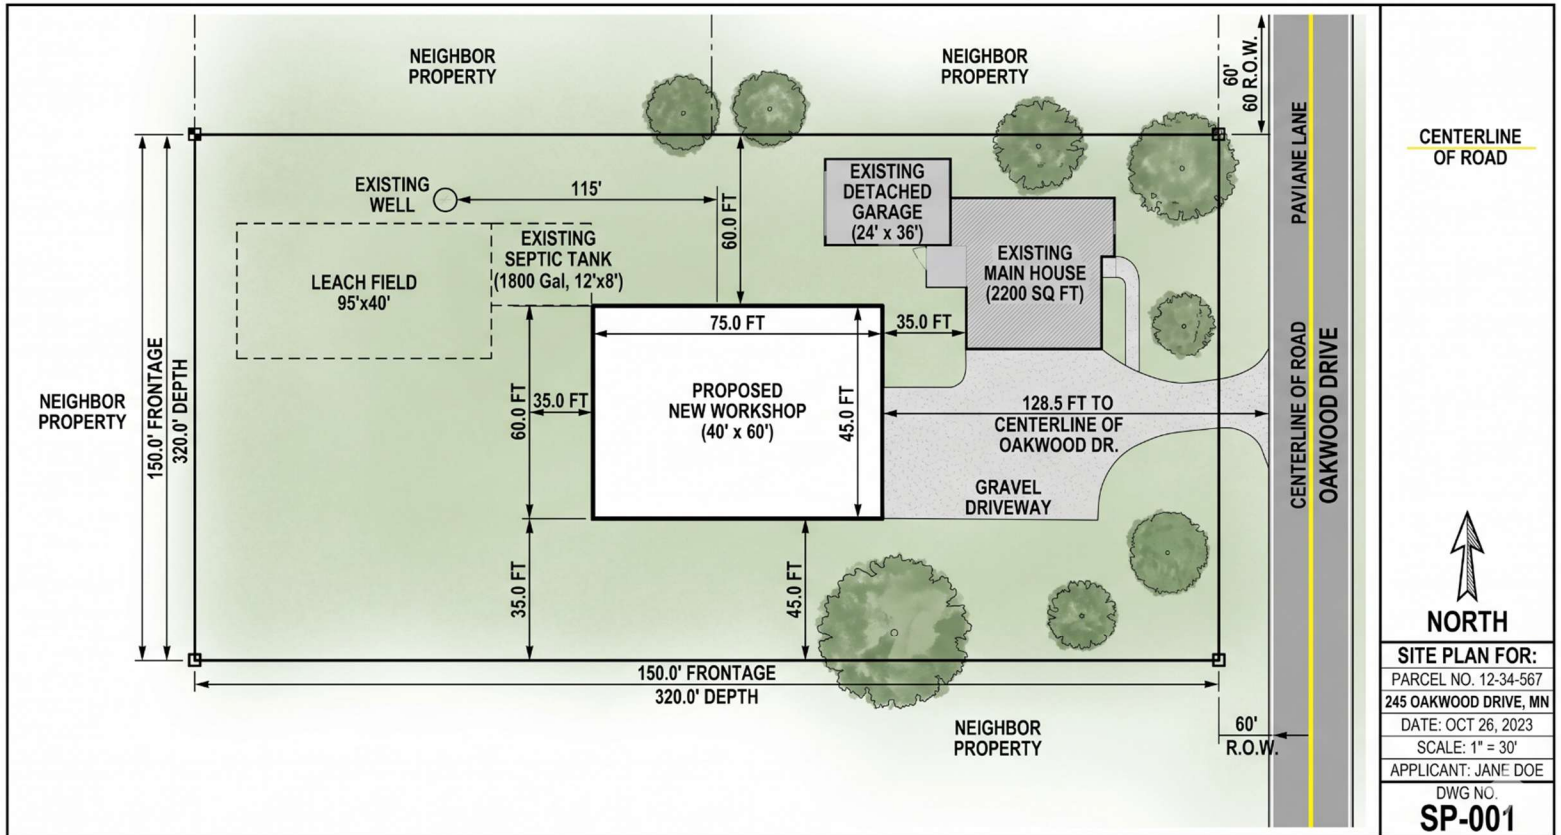 NEIGHBOR
PROPERTY
NEIGHBOR
PROPERTY
60'
60 R.O.W.
PAVIANE LANE
CENTERLINE
OF ROAD
EXISTING
WELL
115'
60.0 FT
EXISTING
DETACHED
GARAGE
(24' x 36')
EXISTING
SEPTIC TANK
(1800 Gal, 12'x8')
LEACH FIELD
95'x40'
EXISTING
MAIN HOUSE
(2200 SQ FT)
75.0 FT
35.0 FT
NEIGHBOR
PROPERTY
150.0' FRONTAGE
320.0' DEPTH
60.0 FT
35.0 FT
PROPOSED
NEW WORKSHOP
(40' x 60')
45.0 FT
128.5 FT TO
CENTERLINE OF
OAKWOOD DR.
CENTERLINE OF ROAD
OAKWOOD DRIVE
GRAVEL
DRIVEWAY
35.0 FT
45.0 FT
150.0' FRONTAGE
320.0' DEPTH
NEIGHBOR
PROPERTY
60'
R.O.W.
NORTH
SITE PLAN FOR:
PARCEL NO. 12-34-567
245 OAKWOOD DRIVE, MN
DATE: OCT 26, 2023
SCALE: 1" = 30'
APPLICANT: JANE DOE
DWG NO.
SP-001